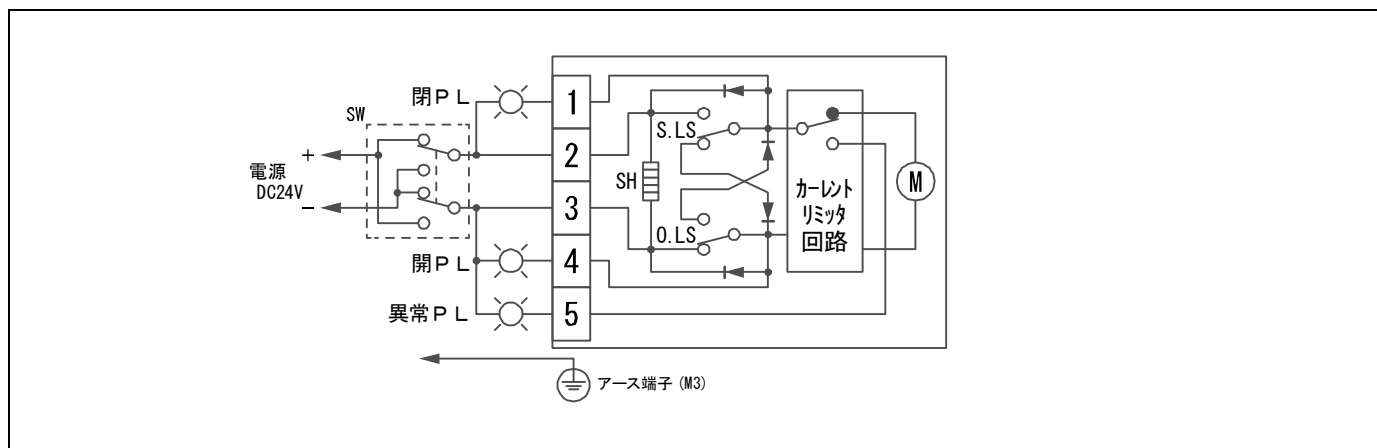 閉ＰＬ
SW
電源
DC24V
+
−
1
2
3
4
5
開ＰＬ
異常ＰＬ
S.LS
SH
O.LS
カーレント
リミッタ
回路
M
アース端子 (M3)